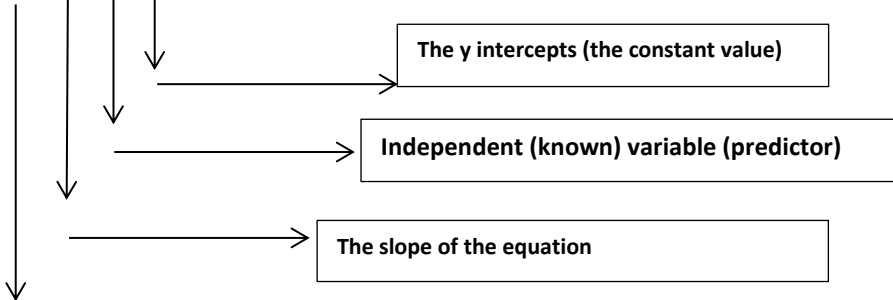 The y intercepts (the constant value)
Independent (known) variable (predictor)
The slope of the equation